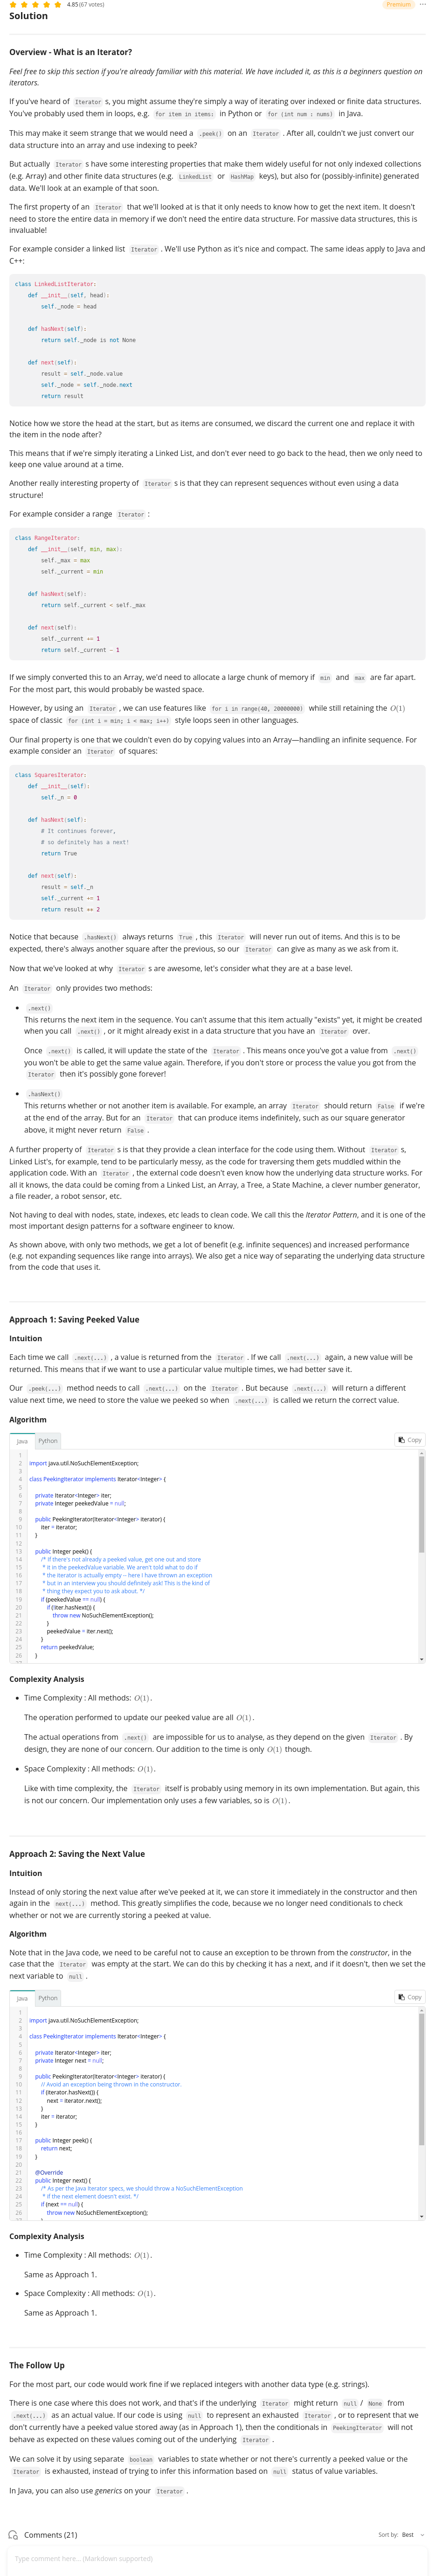 4.85 (67 votes)
Premium
Solution
Overview - What is an Iterator?
Feel free to skip this section if you're already familiar with this material. We have included it, as this is a beginners question on
iterators.
If you've heard of Iterator s, you might assume they're simply a way of iterating over indexed or finite data structures.
You've probably used them in loops, e.g. for item in items: in Python or for (int num : nums) in Java.
This may make it seem strange that we would need a .peek() on an Iterator . After all, couldn't we just convert our
data structure into an array and use indexing to peek?
But actually Iterator s have some interesting properties that make them widely useful for not only indexed collections
(e.g. Array) and other finite data structures (e.g. LinkedList or HashMap keys), but also for (possibly-infinite) generated
data. We'll look at an example of that soon.
The first property of an Iterator that we'll looked at is that it only needs to know how to get the next item. It doesn't
need to store the entire data in memory if we don't need the entire data structure. For massive data structures, this is
invaluable!
For example consider a linked list Iterator . We'll use Python as it's nice and compact. The same ideas apply to Java and
C++:
class LinkedListIterator:
def __init__(self, head):
self._node = head
def hasNext(self):
return self._node is not None
def next(self):
result = self._node.value
self._node = self._node.next
return result
Notice how we store the head at the start, but as items are consumed, we discard the current one and replace it with
the item in the node after?
This means that if we're simply iterating a Linked List, and don't ever need to go back to the head, then we only need to
keep one value around at a time.
Another really interesting property of Iterator s is that they can represent sequences without even using a data
structure!
For example consider a range Iterator :
class RangeIterator:
def __init__(self, min, max):
self._max = max
self._current = min
def hasNext(self):
return self._current < self._max
def next(self):
self._current += 1
return self._current - 1
If we simply converted this to an Array, we'd need to allocate a large chunk of memory if min and max are far apart.
For the most part, this would probably be wasted space.
However, by using an Iterator , we can use features like for i in range(40, 20000000) while still retaining the O(1)
space of classic for (int i = min; i < max; i++) style loops seen in other languages.
Our final property is one that we couldn't even do by copying values into an Array—handling an infinite sequence. For
example consider an Iterator of squares:
class SquaresIterator:
def __init__(self):
self._n = 0
def hasNext(self):
# It continues forever,
# so definitely has a next!
return True
def next(self):
result = self._n
self._current += 1
return result ** 2
Notice that because .hasNext() always returns True , this Iterator will never run out of items. And this is to be
expected, there's always another square after the previous, so our Iterator can give as many as we ask from it.
Now that we've looked at why Iterator s are awesome, let's consider what they are at a base level.
An Iterator only provides two methods:
• .next()
This returns the next item in the sequence. You can't assume that this item actually "exists" yet, it might be created
when you call .next() , or it might already exist in a data structure that you have an Iterator over.
Once .next() is called, it will update the state of the Iterator . This means once you've got a value from .next()
you won't be able to get the same value again. Therefore, if you don't store or process the value you got from the
Iterator then it's possibly gone forever!
• .hasNext()
This returns whether or not another item is available. For example, an array Iterator should return False if we're
at the end of the array. But for an Iterator that can produce items indefinitely, such as our square generator
above, it might never return False .
A further property of Iterator s is that they provide a clean interface for the code using them. Without Iterator s,
Linked List's, for example, tend to be particularly messy, as the code for traversing them gets muddled within the
application code. With an Iterator , the external code doesn't even know how the underlying data structure works. For
all it knows, the data could be coming from a Linked List, an Array, a Tree, a State Machine, a clever number generator,
a file reader, a robot sensor, etc.
Not having to deal with nodes, state, indexes, etc leads to clean code. We call this the Iterator Pattern, and it is one of the
most important design patterns for a software engineer to know.
As shown above, with only two methods, we get a lot of benefit (e.g. infinite sequences) and increased performance
(e.g. not expanding sequences like range into arrays). We also get a nice way of separating the underlying data structure
from the code that uses it.
Approach 1: Saving Peeked Value
Intuition
Each time we call .next(...) , a value is returned from the Iterator . If we call .next(...) again, a new value will be
returned. This means that if we want to use a particular value multiple times, we had better save it.
Our .peek(...) method needs to call .next(...) on the Iterator . But because .next(...) will return a different
value next time, we need to store the value we peeked so when .next(...) is called we return the correct value.
Algorithm
Java Python Copy
1
2 import java.util.NoSuchElementException;
3
4 class PeekingIterator implements Iterator<Integer> {
5
6 private Iterator<Integer> iter;
7 private Integer peekedValue = null;
8
9 public PeekingIterator(Iterator<Integer> iterator) {
10 iter = iterator;
11 }
12
13 public Integer peek() {
14 /* If there's not already a peeked value, get one out and store
15 * it in the peekedValue variable. We aren't told what to do if
16 * the iterator is actually empty -- here I have thrown an exception
17 * but in an interview you should definitely ask! This is the kind of
18 * thing they expect you to ask about. */
19 if (peekedValue == null) {
20 if (!iter.hasNext()) {
21 throw new NoSuchElementException();
22 }
23 peekedValue = iter.next();
24 }
25 return peekedValue;
26 }
Complexity Analysis
• Time Complexity : All methods: O(1).
The operation performed to update our peeked value are all O(1).
The actual operations from .next() are impossible for us to analyse, as they depend on the given Iterator . By
design, they are none of our concern. Our addition to the time is only O(1) though.
• Space Complexity : All methods: O(1).
Like with time complexity, the Iterator itself is probably using memory in its own implementation. But again, this
is not our concern. Our implementation only uses a few variables, so is O(1).
Approach 2: Saving the Next Value
Intuition
Instead of only storing the next value after we've peeked at it, we can store it immediately in the constructor and then
again in the next(...) method. This greatly simplifies the code, because we no longer need conditionals to check
whether or not we are currently storing a peeked at value.
Algorithm
Note that in the Java code, we need to be careful not to cause an exception to be thrown from the constructor, in the
case that the Iterator was empty at the start. We can do this by checking it has a next, and if it doesn't, then we set the
next variable to null .
Java Python Copy
1
2 import java.util.NoSuchElementException;
3
4 class PeekingIterator implements Iterator<Integer> {
5
6 private Iterator<Integer> iter;
7 private Integer next = null;
8
9 public PeekingIterator(Iterator<Integer> iterator) {
10 // Avoid an exception being thrown in the constructor.
11 if (iterator.hasNext()) {
12 next = iterator.next();
13 }
14 iter = iterator;
15 }
16
17 public Integer peek() {
18 return next;
19 }
20
21 @Override
22 public Integer next() {
23 /* As per the Java Iterator specs, we should throw a NoSuchElementException
24 * if the next element doesn't exist. */
25 if (next == null) {
26 throw new NoSuchElementException();
Complexity Analysis
• Time Complexity : All methods: O(1).
Same as Approach 1.
• Space Complexity : All methods: O(1).
Same as Approach 1.
The Follow Up
For the most part, our code would work fine if we replaced integers with another data type (e.g. strings).
There is one case where this does not work, and that's if the underlying Iterator might return null / None from
.next(...) as an actual value. If our code is using null to represent an exhausted Iterator , or to represent that we
don't currently have a peeked value stored away (as in Approach 1), then the conditionals in PeekingIterator will not
behave as expected on these values coming out of the underlying Iterator .
We can solve it by using separate boolean variables to state whether or not there's currently a peeked value or the
Iterator is exhausted, instead of trying to infer this information based on null status of value variables.
In Java, you can also use generics on your Iterator .
Comments (21)
Sort by: Best
Type comment here... (Markdown supported)